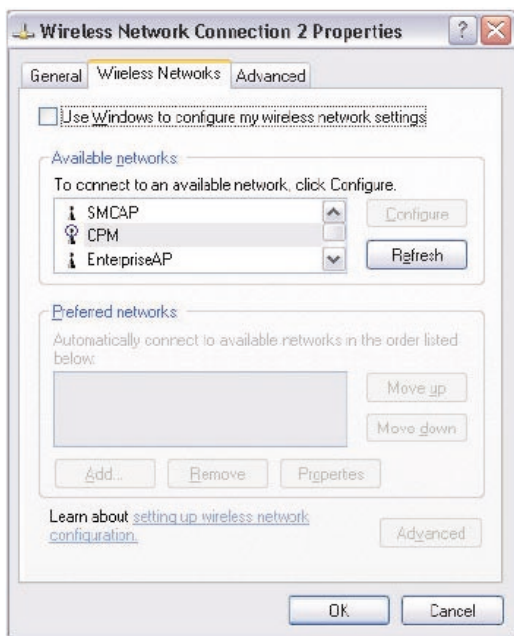 Wireless Network Connection 2 Properties
?
General
Wireless Networks
Advanced
Use Windows to configure my wireless network settings
Available networks
To connect to an available network, click Configure.
SMCAP
CPM
EnterpriseAP
Configure
Refresh
Preferred networks
Automatically connect to available networks in the order listed
below:
Move up
Move down
Add...
Remove
Properties
Learn about setting up wireless network
configuration.
Advanced
OK
Cancel